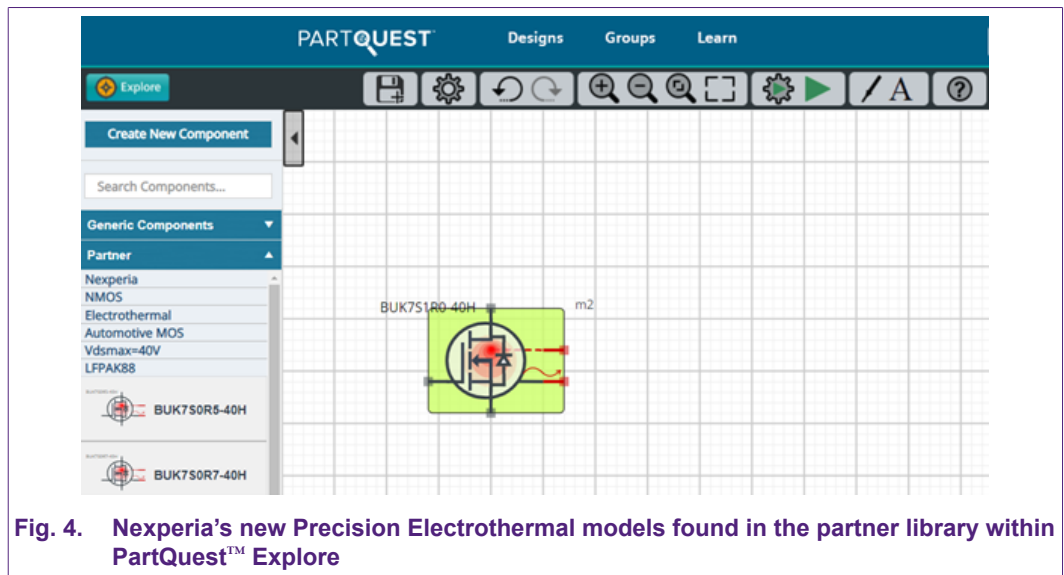 PARTQUEST
Designs Groups Learn
Explore
A
?
Create New Component
Search Components...
Generic Components
Partner
Nexperia
NMOS
Electrothermal
Automotive MOS
Vdsmax=40V
LFPAK88
BUK7S0R5-40H
BUK7S0R7-40H
BUK7S1R0-40H
m2
Fig. 4. Nexperia's new Precision Electrothermal models found in the partner library within
PartQuest™ Explore